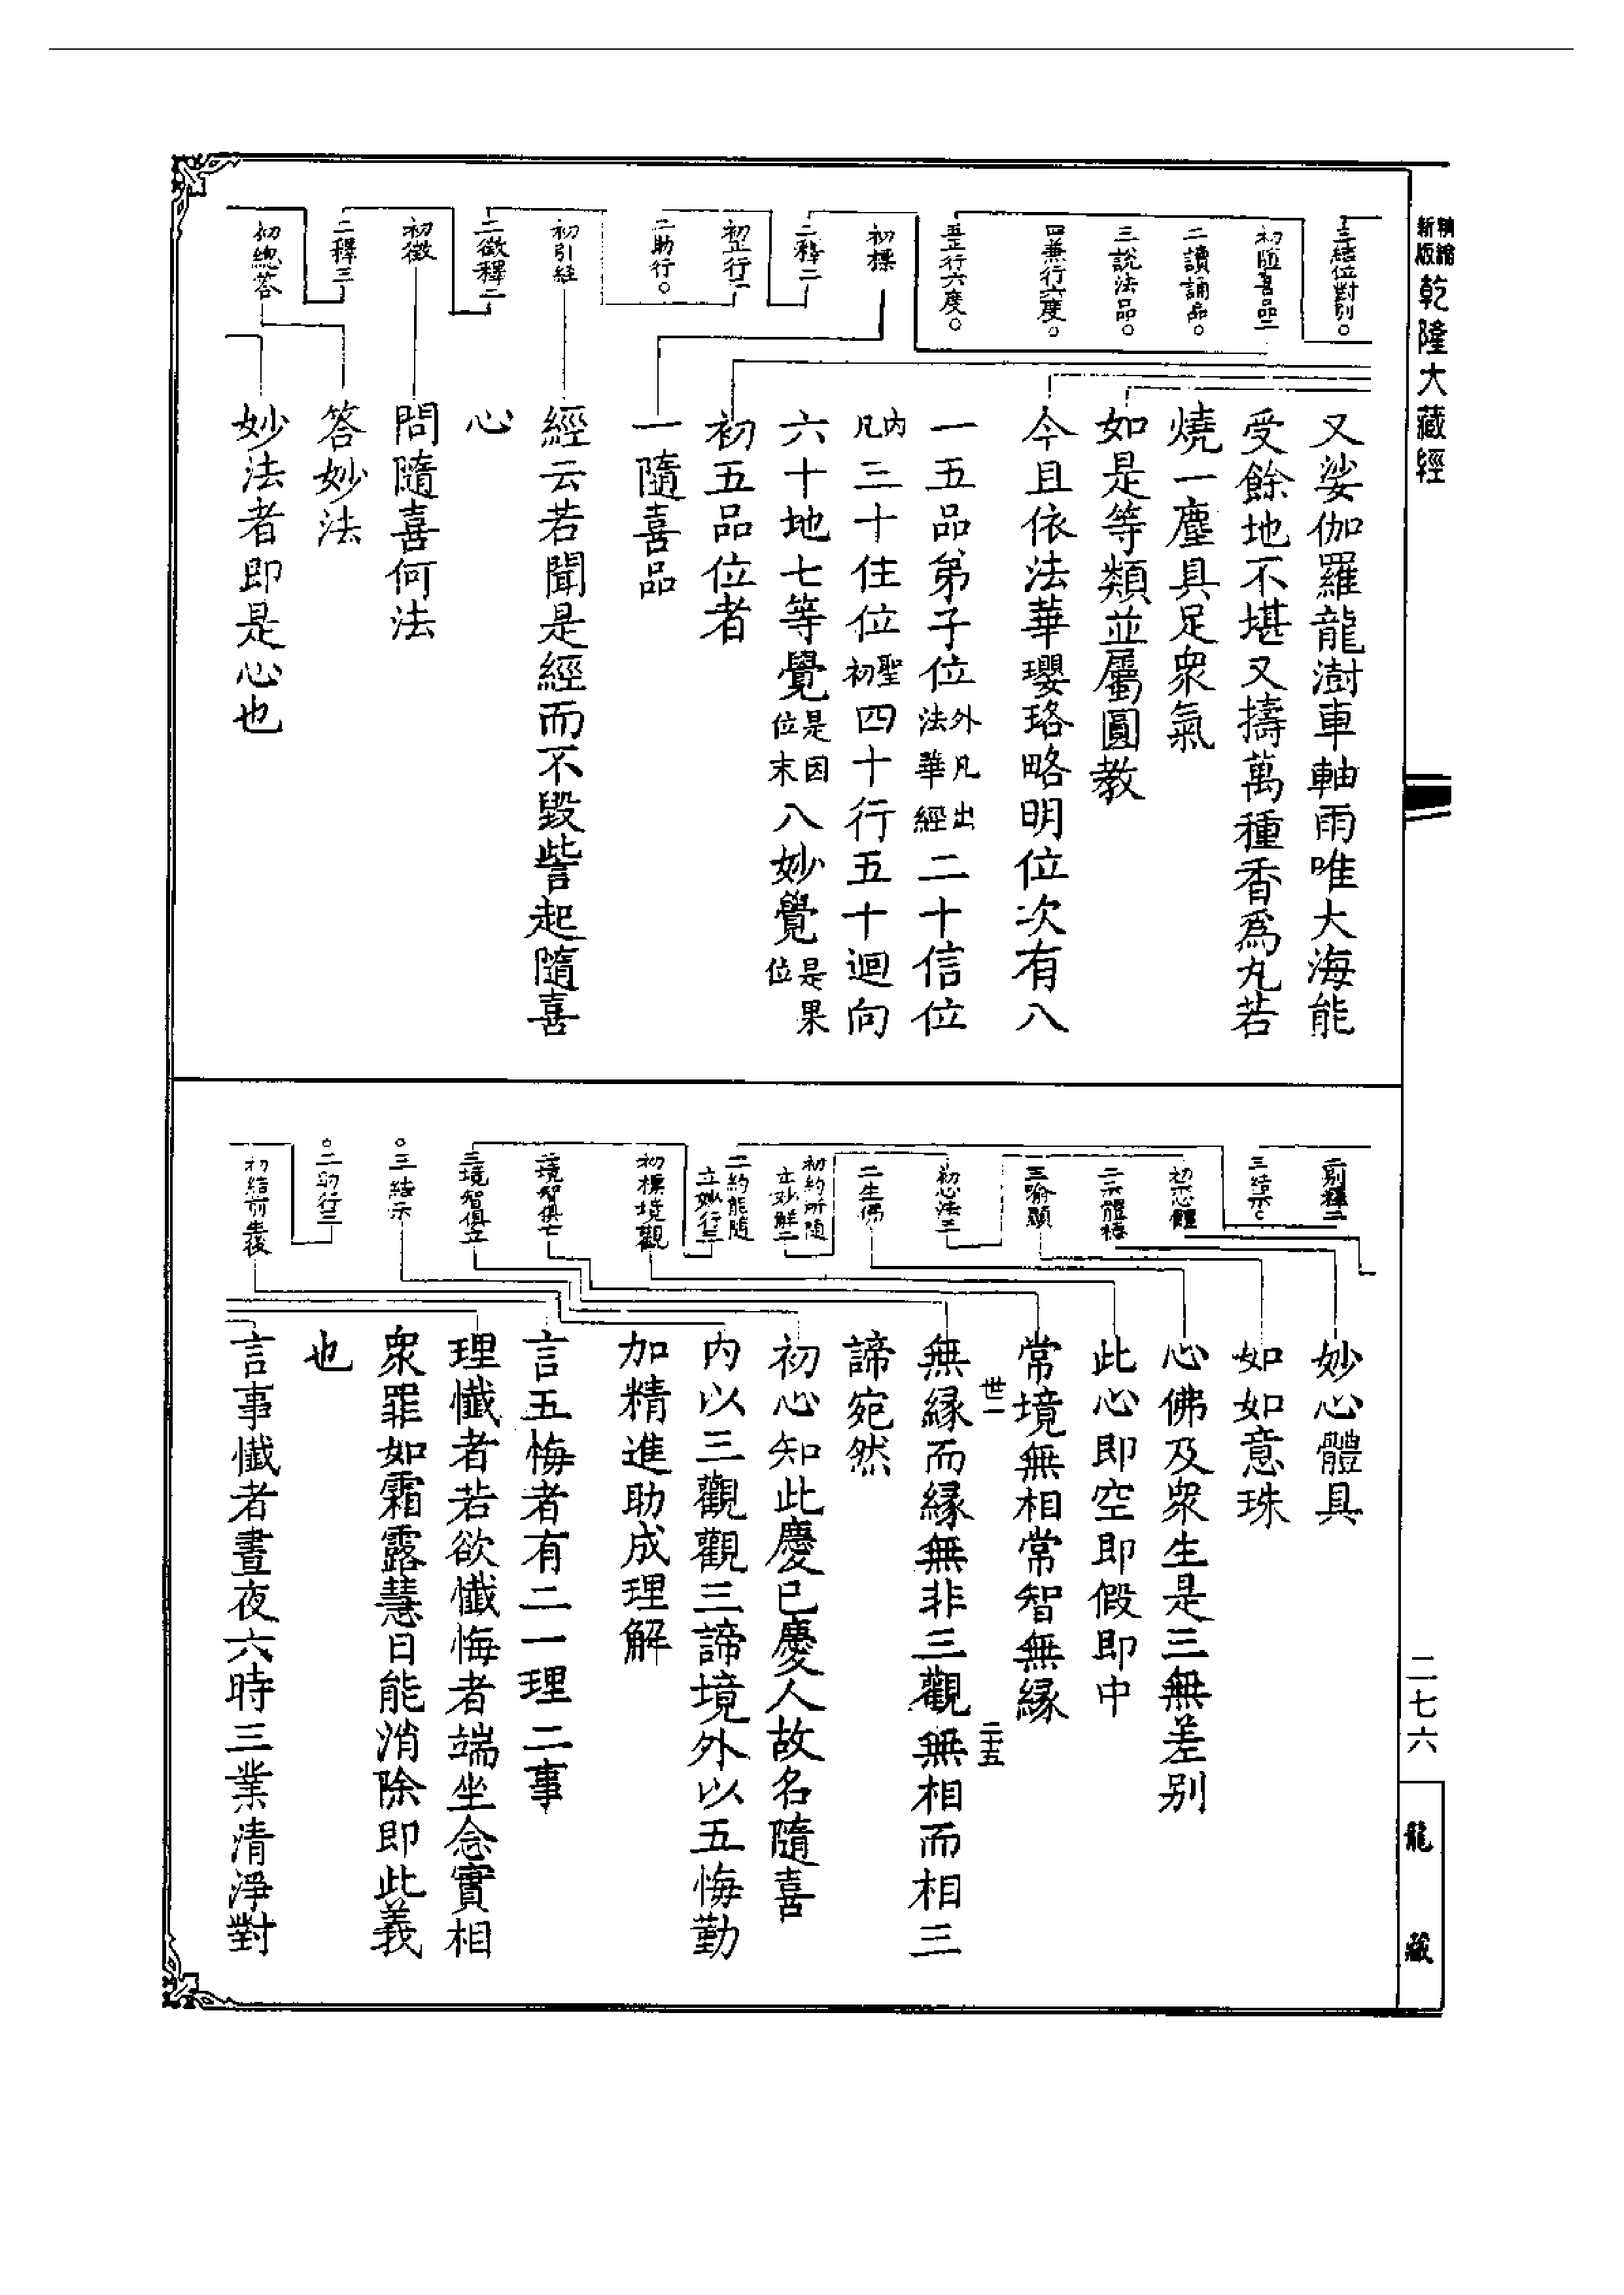 新版
精縮
乾隆大藏經
二七六
龍藏
三結位對別○
初隨喜品二
二讀誦品○
三說法品○
四兼行六度○
五正行六度○
初標
二釋二
初正行二
二助行○
初引經
二徵釋二
初徵
二釋三
初總答
又娑伽羅龍澍車軸雨唯大海能
受餘地不堪又擣萬種香為丸若
燒一塵具足衆氣
如是等類並屬圓教
今且依法華瓔珞略明位次有八
一五品弟子位外凡出法華經二十信位
內凡三十住位聖初四十行五十迴向
六十地七等覺是因位末八妙覺是果位
初五品位者
一隨喜品
經云若聞是經而不毀訾起隨喜
心
問隨喜何法
答妙法
妙法者即是心也
二別釋二
三結示○
初心體
二示體德
三喻顯
初心法三
二生佛
初約所隨立妙解二
二約能隨立妙行三
初標境觀
二境智俱亡
三境智俱立
○三結示
○二助行三
初結前生後
妙心體具
如如意珠
心佛及衆生是三無差别
此心即空即假即中
常境無相常智無緣
世一
二十五
無緣而緣無非三觀無相而相三
諦宛然
初心知此慶已慶人故名隨喜
內以三觀觀三諦境外以五悔勤
加精進助成理解
言五悔者有二一理二事
理懺者若欲懺悔者端坐念實相
衆罪如霜露慧日能消除即此義
也
言事懺者晝夜六時三業清淨對